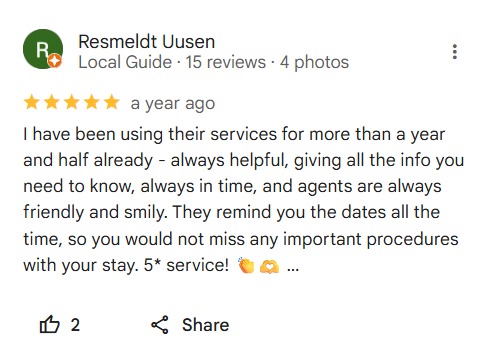 R
Resmeldt Uusen
Local Guide · 15 reviews · 4 photos
a year ago
I have been using their services for more than a year
and half already - always helpful, giving all the info you
need to know, always in time, and agents are always
friendly and smily. They remind you the dates all the
time, so you would not miss any important procedures
with your stay. 5* service! 👏 🫶 ...
2
Share